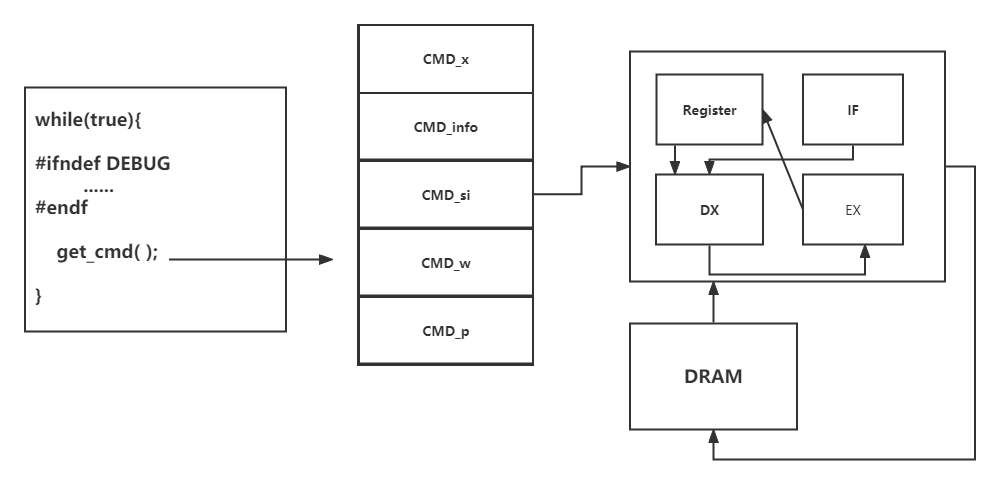 while(true){
#ifndef DEBUG
......
#endf
get_cmd( );
}
CMD_x
CMD_info
CMD_si
CMD_w
CMD_p
Register
IF
DX
EX
DRAM